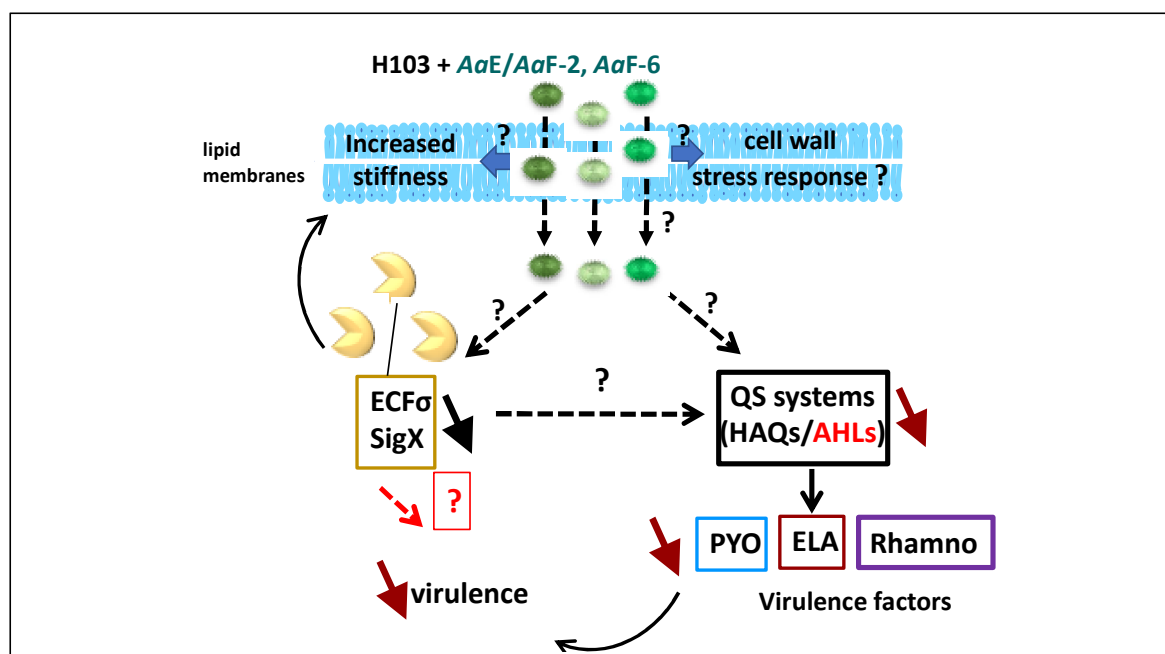 H103 + AaE/AaF-2, AaF-6
lipid
membranes
Increased
stiffness
?
?
cell wall
stress response ?
?
?
?
?
ECFσ
SigX
QS systems
(HAQs/AHLs)
?
PYO
ELA
Rhamno
virulence
Virulence factors